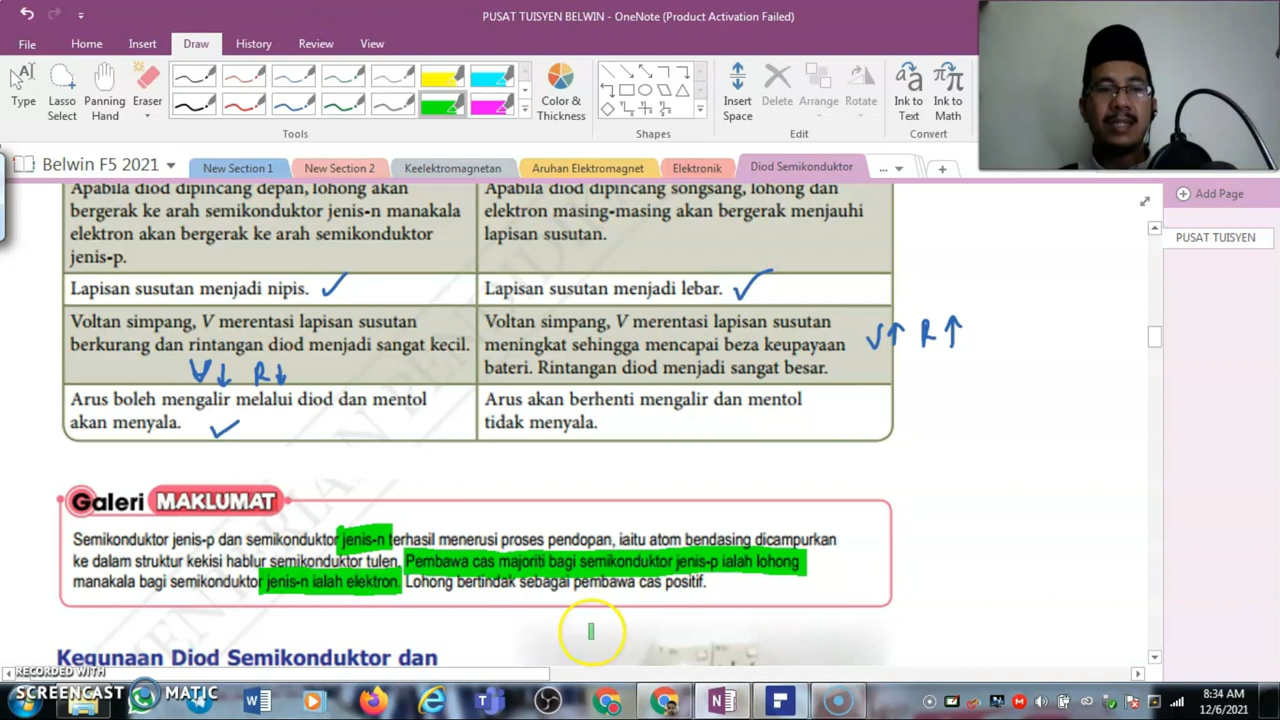 PUSAT TUISYEN BELWIN - OneNote (Product Activation Failed)
File Home Insert Draw History Review View
Type
Lasso Select
Panning Hand
Eraser
Color & Thickness
Insert Space
Delete
Arrange
Rotate
Ink to Text
Ink to Math
Tools Shapes Edit Convert
Belwin F5 2021 New Section 1 New Section 2 Keelektromagnetan Aruhan Elektromagnet Elektronik Diod Semikonduktor ...
Add Page
PUSAT TUISYEN
Apabila diod dipincang depan, lohong akan
bergerak ke arah semikonduktor jenis-n manakala
elektron akan bergerak ke arah semikonduktor
jenis-p.
Apabila diod dipincang songsang, lohong dan
elektron masing-masing akan bergerak menjauhi
lapisan susutan.
Lapisan susutan menjadi nipis.
Lapisan susutan menjadi lebar.
Voltan simpang, V merentasi lapisan susutan
berkurang dan rintangan diod menjadi sangat kecil.
V↓ R↓
Voltan simpang, V merentasi lapisan susutan
meningkat sehingga mencapai beza keupayaan
bateri. Rintangan diod menjadi sangat besar.
V↑ R↑
Arus boleh mengalir melalui diod dan mentol
akan menyala.
Arus akan berhenti mengalir dan mentol
tidak menyala.
Galeri MAKLUMAT
Semikonduktor jenis-p dan semikonduktor jenis-n terhasil menerusi proses pendopan, iaitu atom bendasing dicampurkan
ke dalam struktur kekisi hablur semikonduktor tulen. Pembawa cas majoriti bagi semikonduktor jenis-p ialah lohong
manakala bagi semikonduktor jenis-n ialah elektron. Lohong bertindak sebagai pembawa cas positif.
Kegunaan Diod Semikonduktor dan
RECORDED WITH
SCREENCAST MATIC
8:34 AM
12/6/2021